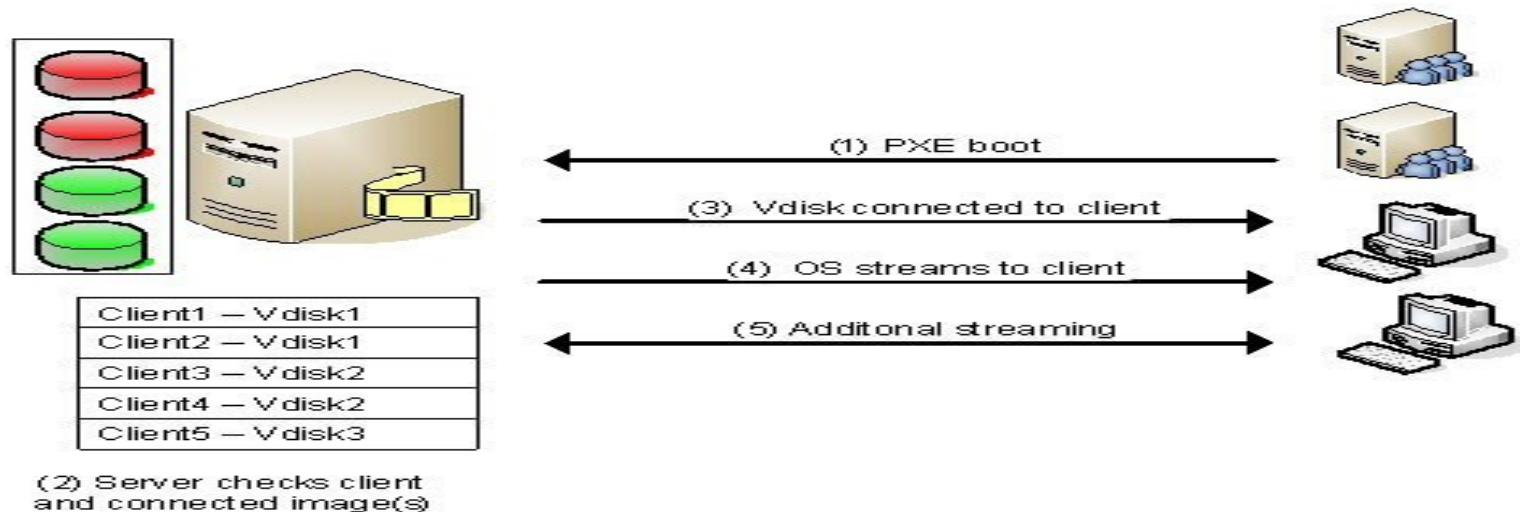 (1) PXE boot
(3) Vdisk connected to client
(4) OS streams to client
(5) Additonal streaming
Client1 – Vdisk1
Client2 – Vdisk1
Client3 – Vdisk2
Client4 – Vdisk2
Client5 – Vdisk3
(2) Server checks client
and connected image(s)